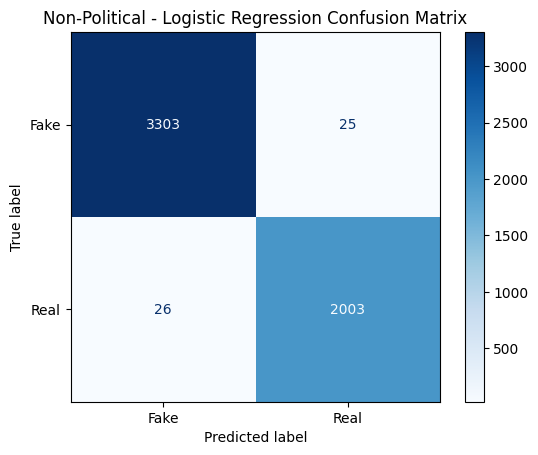 Non-Political - Logistic Regression Confusion Matrix
Fake
3303
25
Real
26
2003
Fake
Real
True label
Predicted label
3000
2500
2000
1500
1000
500